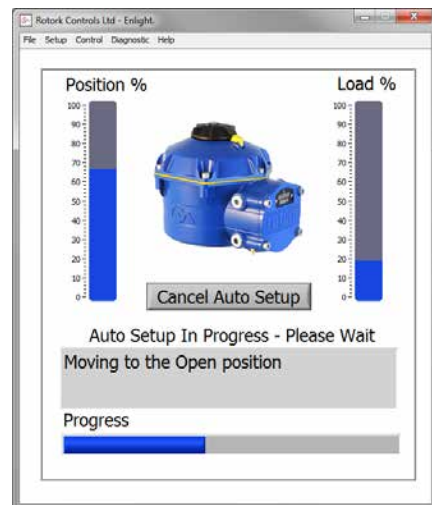 Rotork Controls Ltd - Enlight.
File Setup Control Diagnostic Help
Position % Load %
100 100
90 90
80 80
70 70
60 60
50 50
40 40
30 30
20 20
10 10
0 0
Cancel Auto Setup
Auto Setup In Progress - Please Wait
Moving to the Open position
Progress